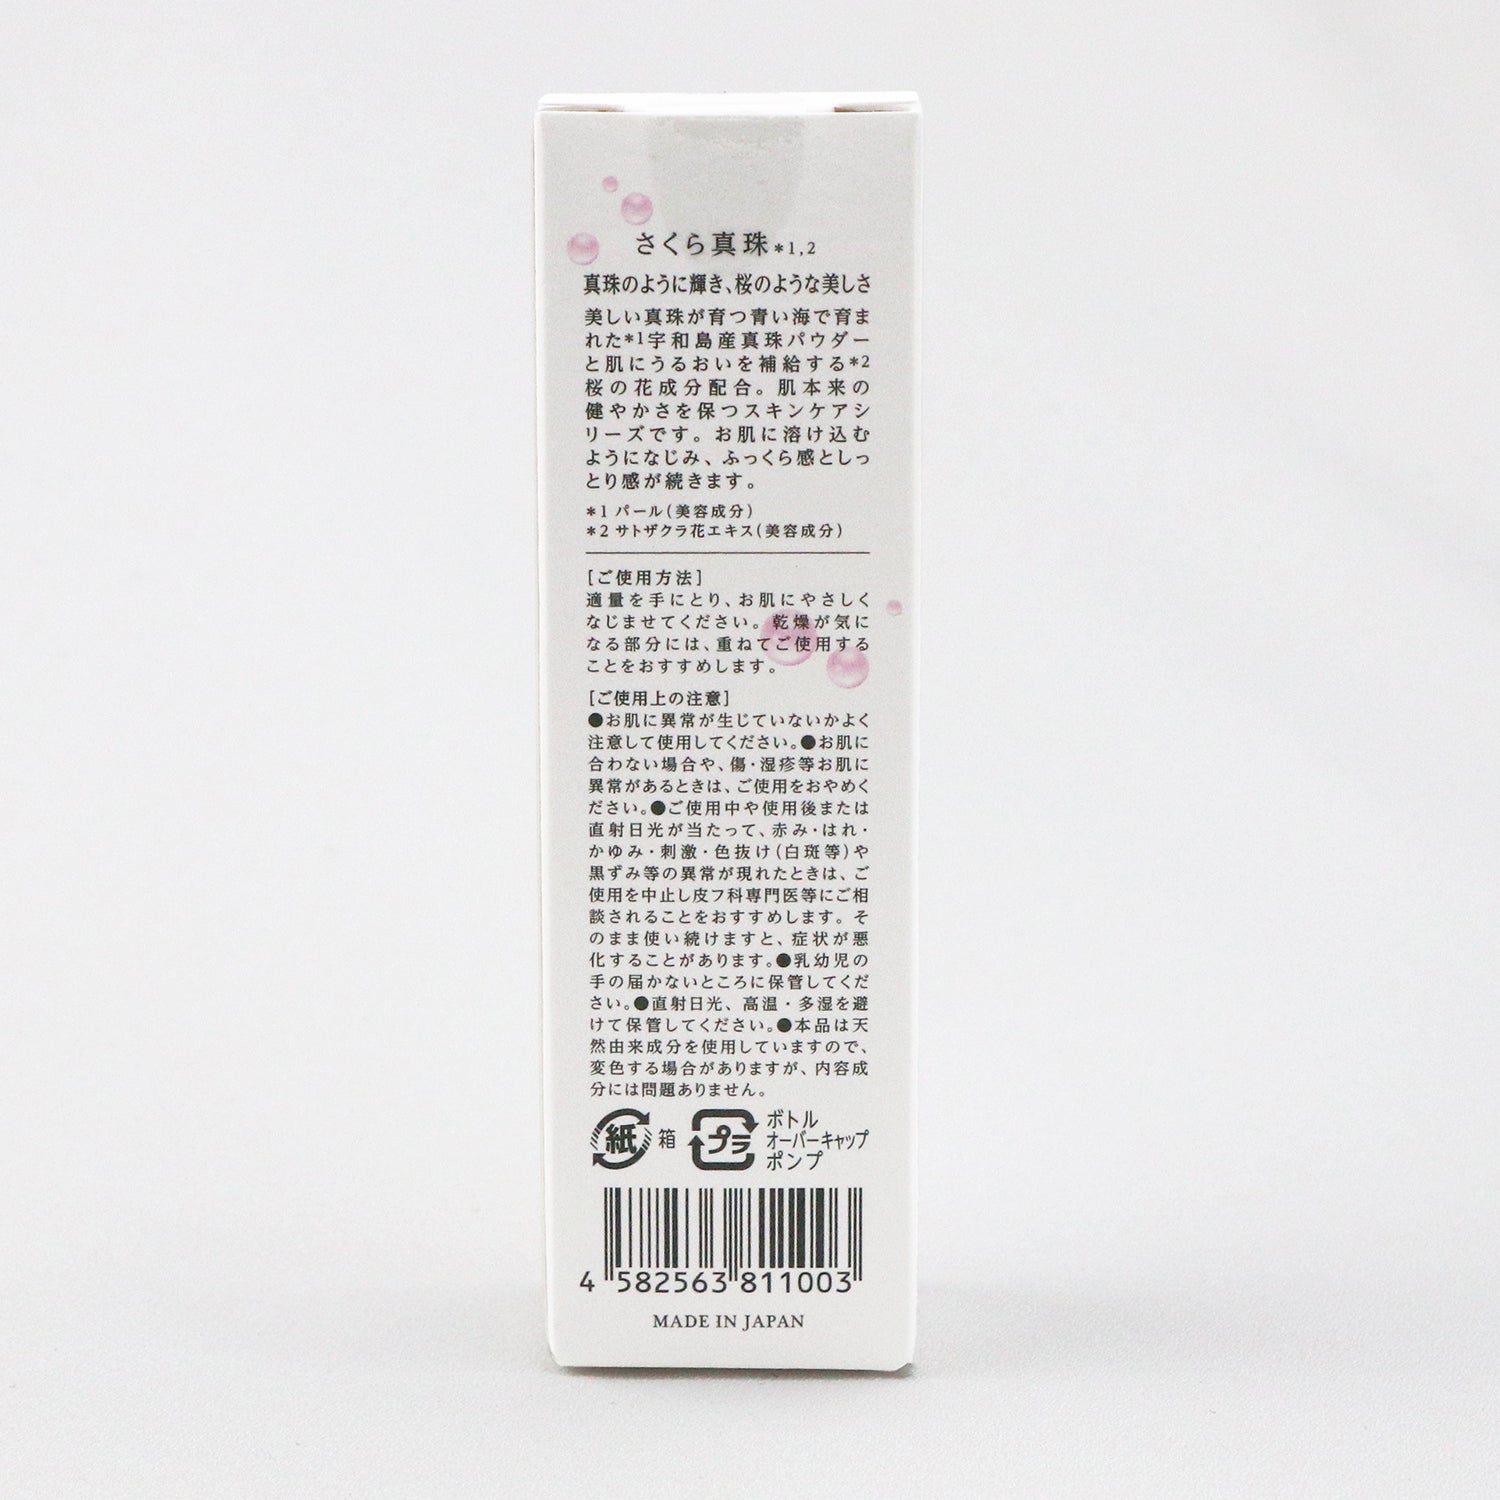 さくら真珠*1,2
真珠のように輝き、桜のような美しさ
美しい真珠が育つ青い海で育ま
れた*1宇和島産真珠パウダー
と肌にうるおいを補給する*2
桜の花成分配合。肌本来の
健やかさを保つスキンケアシ
リーズです。お肌に溶け込む
ようになじみ、ふっくら感としっ
とり感が続きます。
*1 パール(美容成分)
*2 サトザクラ花エキス(美容成分)
[ご使用方法]
適量を手にとり、お肌にやさしく
なじませてください。乾燥が気に
なる部分には、重ねてご使用する
ことをおすすめします。
[ご使用上の注意]
●お肌に異常が生じていないかよく
注意して使用してください。●お肌に
合わない場合や、傷・湿疹等お肌に
異常があるときは、ご使用をおやめく
ださい。●ご使用中や使用後または
直射日光が当たって、赤み・はれ・
かゆみ・刺激・色抜け(白斑等)や
黒ずみ等の異常が現れたときは、ご
使用を中止し皮フ科専門医等にご相
談されることをおすすめします。そ
のまま使い続けますと、症状が悪
化することがあります。●乳幼児の
手の届かないところに保管してくだ
さい。●直射日光、高温・多湿を避
けて保管してください。●本品は天
然由来成分を使用していますので、
変色する場合がありますが、内容成
分には問題ありません。
紙 箱
プラ ボトル
オーバーキャップ
ポンプ
4 582563 811003
MADE IN JAPAN